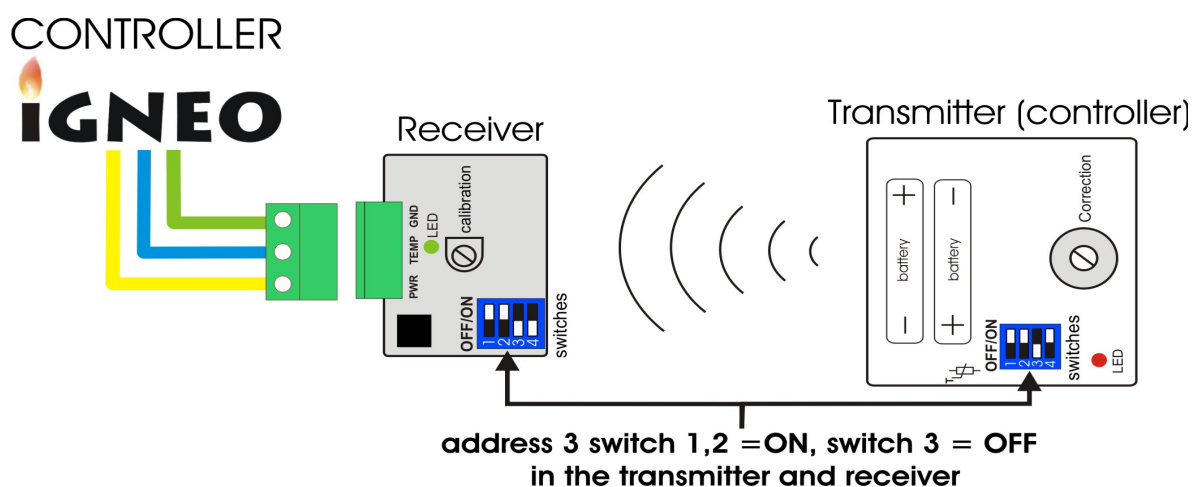 CONTROLLER
iGNEO
Receiver
Transmitter (controller)
PWR TEMP GND
LED
calibration
OFF/ON
1 2 3 4
switches
+ battery −
− battery +
Correction
OFF/ON
1 2 3 4
switches
LED
T
address 3 switch 1,2 =ON, switch 3 = OFF
in the transmitter and receiver